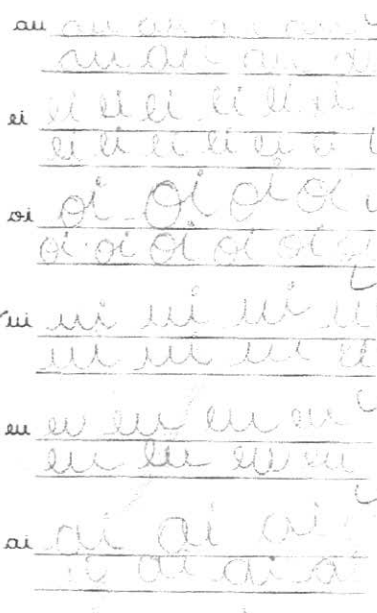 au au au
au au au
ei ei ei ei ei ei
ei ei ei ei ei
oi oi oi oi oi
oi oi oi oi oi
ui ui ui ui
ui ui ui
eu eu eu eu eu
eu eu eu eu
ai ai ai ai
ai ai ai